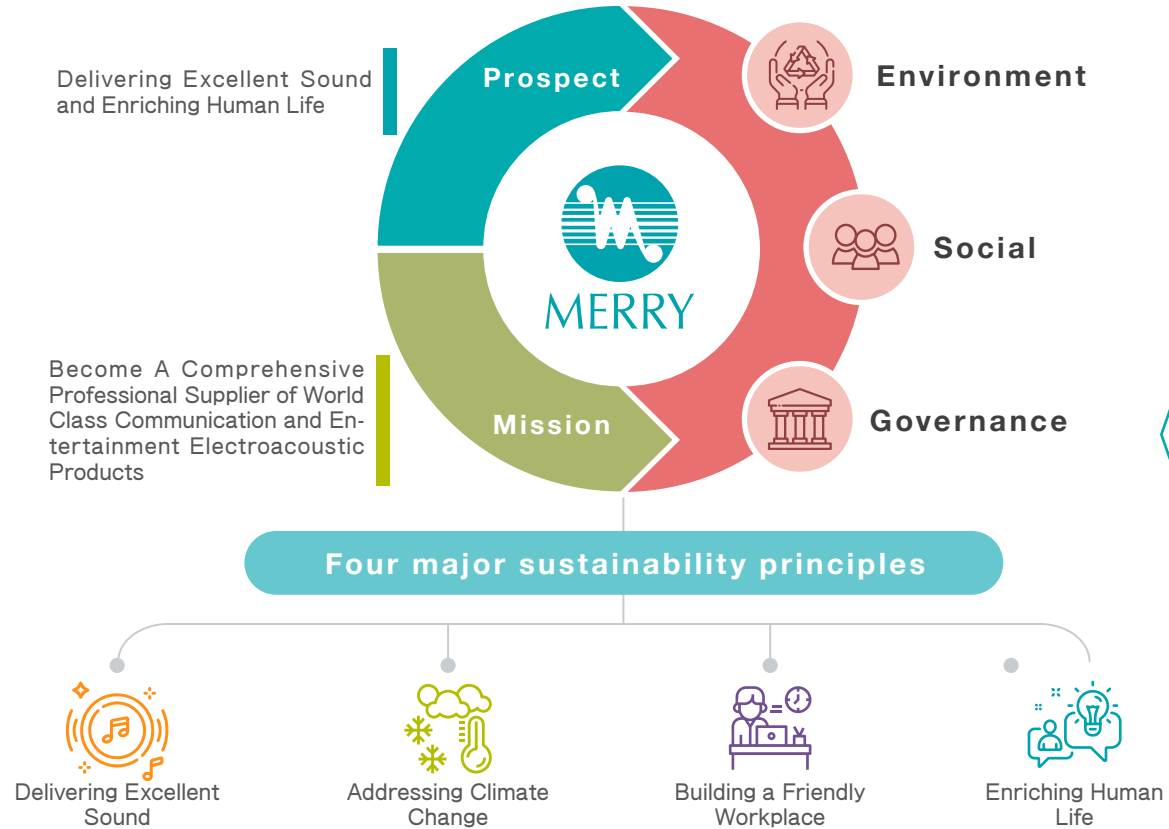 Delivering Excellent Sound
and Enriching Human Life
Prospect
Environment
MERRY
Social
Become A Comprehensive
Professional Supplier of World
Class Communication and En-
tertainment Electroacoustic
Products
Mission
Governance
Four major sustainability principles
Delivering Excellent
Sound
Addressing Climate
Change
Building a Friendly
Workplace
Enriching Human
Life